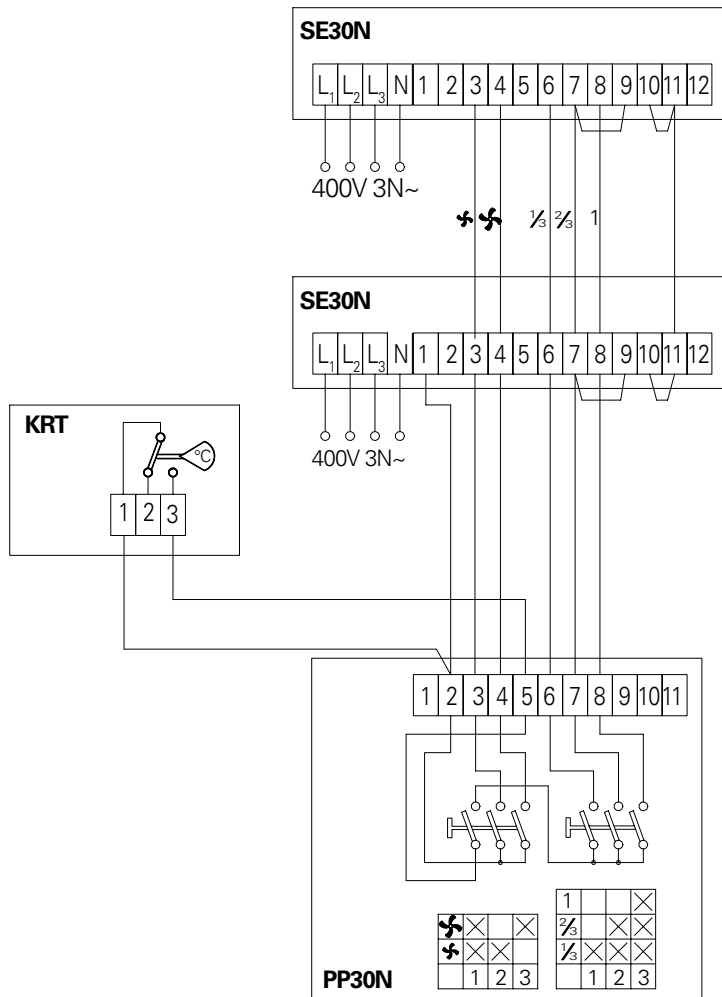 SE30N
L1 L2 L3 N 1 2 3 4 5 6 7 8 9 10 11 12
400V 3N~
⅓ ⅔ 1
SE30N
L1 L2 L3 N 1 2 3 4 5 6 7 8 9 10 11 12
400V 3N~
KRT
°C
1 2 3
1 2 3 4 5 6 7 8 9 10 11
1
⅔
⅓
1 2 3
1 2 3
PP30N